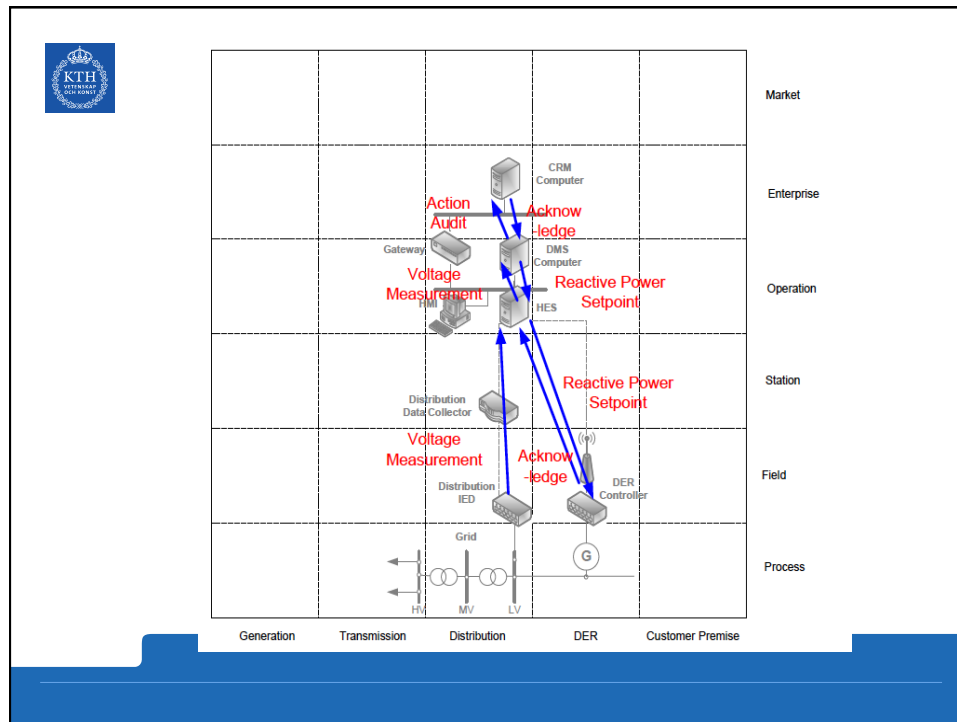 KTH
VETENSKAP
OCH KONST
Market
CRM
Computer
Enterprise
Action
Audit
Acknow
-ledge
Gateway
DMS
Computer
Voltage
Measurement
Reactive Power
Setpoint
Operation
HMI
HES
Station
Reactive Power
Setpoint
Distribution
Data Collector
Voltage
Measurement
Acknow
-ledge
Field
Distribution
IED
DER
Controller
Grid
G
Process
HV
MV
LV
Generation
Transmission
Distribution
DER
Customer Premise